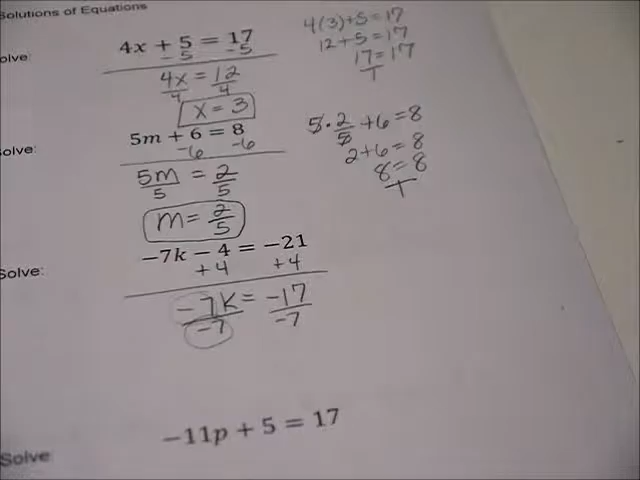 Solutions of Equations
olve:
4x + 5 = 17
-5 -5
4x = 12
4 4
x = 3
4(3)+5=17
12+5=17
17=17
T
Solve:
5m + 6 = 8
-6 -6
5m = 2
5 5
m = 2/5
5·2/5+6=8
2+6=8
8=8
T
Solve:
−7k − 4 = −21
+4 +4
-7k = -17
-7 -7
Solve
−11p + 5 = 17